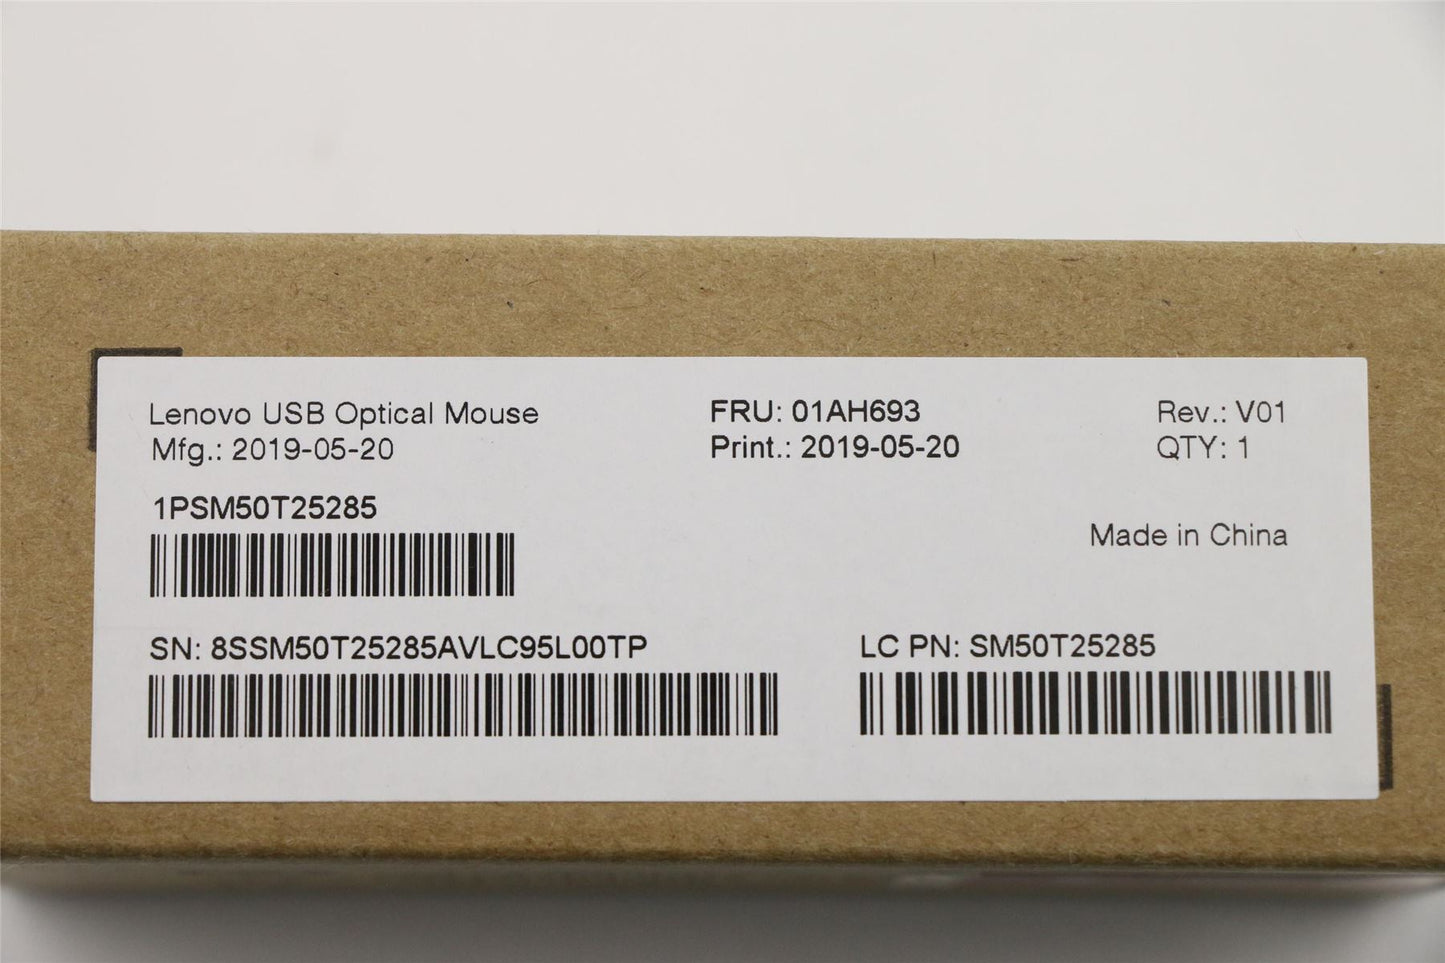 Lenovo USB Optical Mouse FRU: 01AH693 Rev.: V01
Mfg.: 2019-05-20 Print.: 2019-05-20 QTY: 1
1PSM50T25285
Made in China
SN: 8SSM50T25285AVLC95L00TP LC PN: SM50T25285